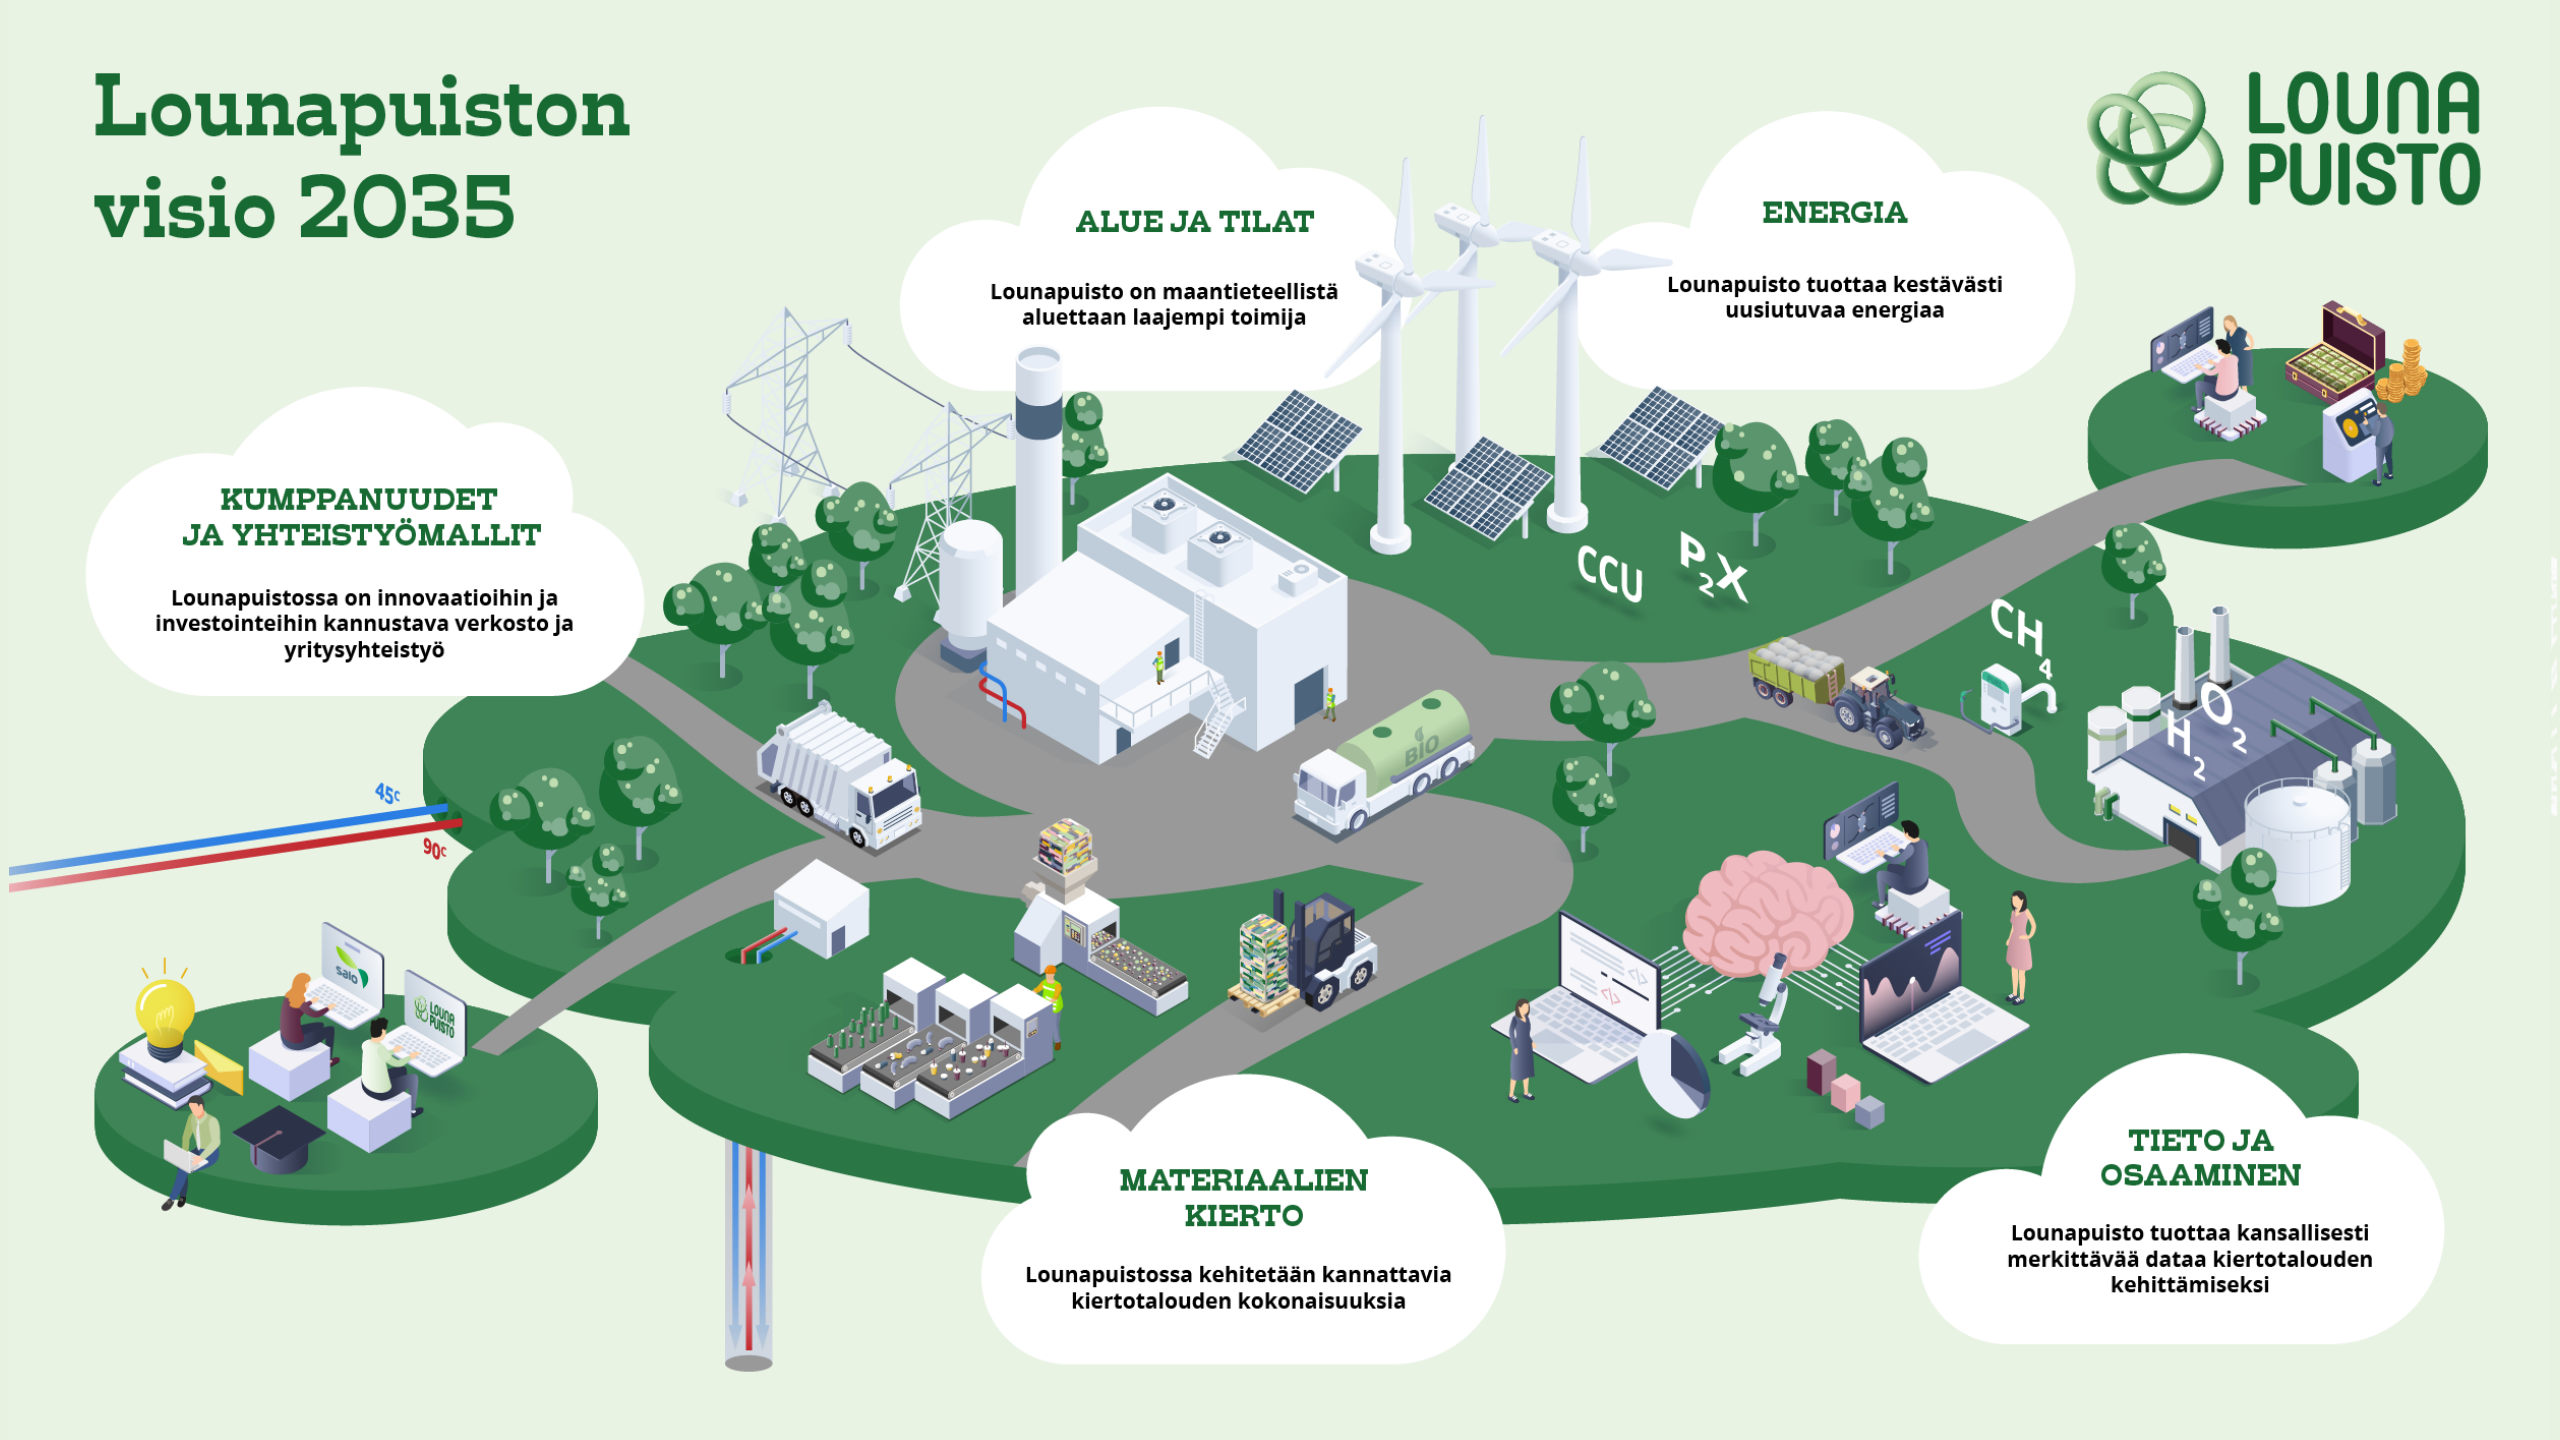 Lounapuiston
visio 2035
LOUNA
PUISTO
ALUE JA TILAT
Lounapuisto on maantieteellistä
aluettaan laajempi toimija
ENERGIA
Lounapuisto tuottaa kestävästi
uusiutuvaa energiaa
KUMPPANUUDET
JA YHTEISTYÖMALLIT
Lounapuistossa on innovaatioihin ja
investointeihin kannustava verkosto ja
yritysyhteistyö
CCU
P2X
CH4
H2
O2
BIO
45c
90c
salo
LOUNA
PUISTO
MATERIAALIEN
KIERTO
Lounapuistossa kehitetään kannattavia
kiertotalouden kokonaisuuksia
TIETO JA
OSAAMINEN
Lounapuisto tuottaa kansallisesti
merkittävää dataa kiertotalouden
kehittämiseksi